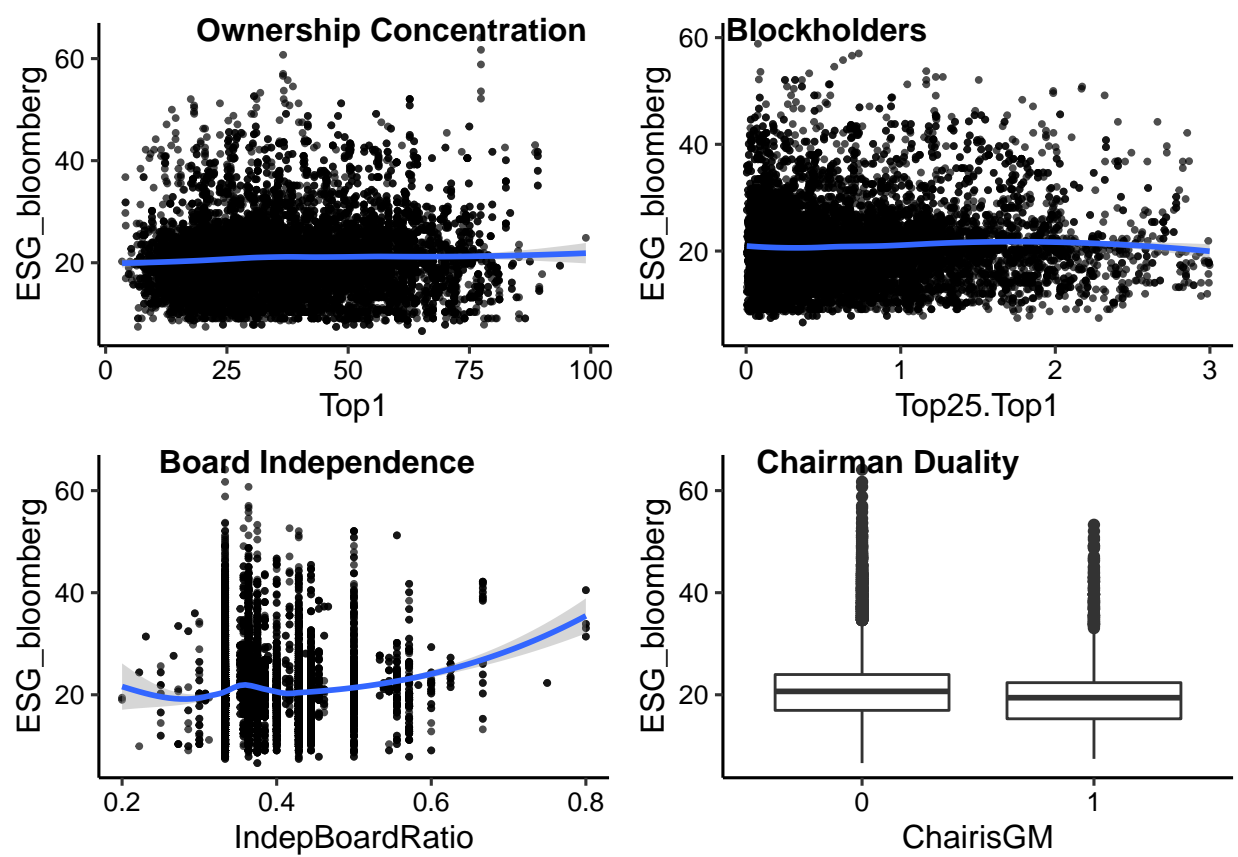 Ownership Concentration
ESG_bloomberg
60
40
20
0 25 50 75 100
Top1
Blockholders
ESG_bloomberg
60
40
20
0 1 2 3
Top25.Top1
Board Independence
ESG_bloomberg
60
40
20
0.2 0.4 0.6 0.8
IndepBoardRatio
Chairman Duality
ESG_bloomberg
60
40
20
0 1
ChairisGM